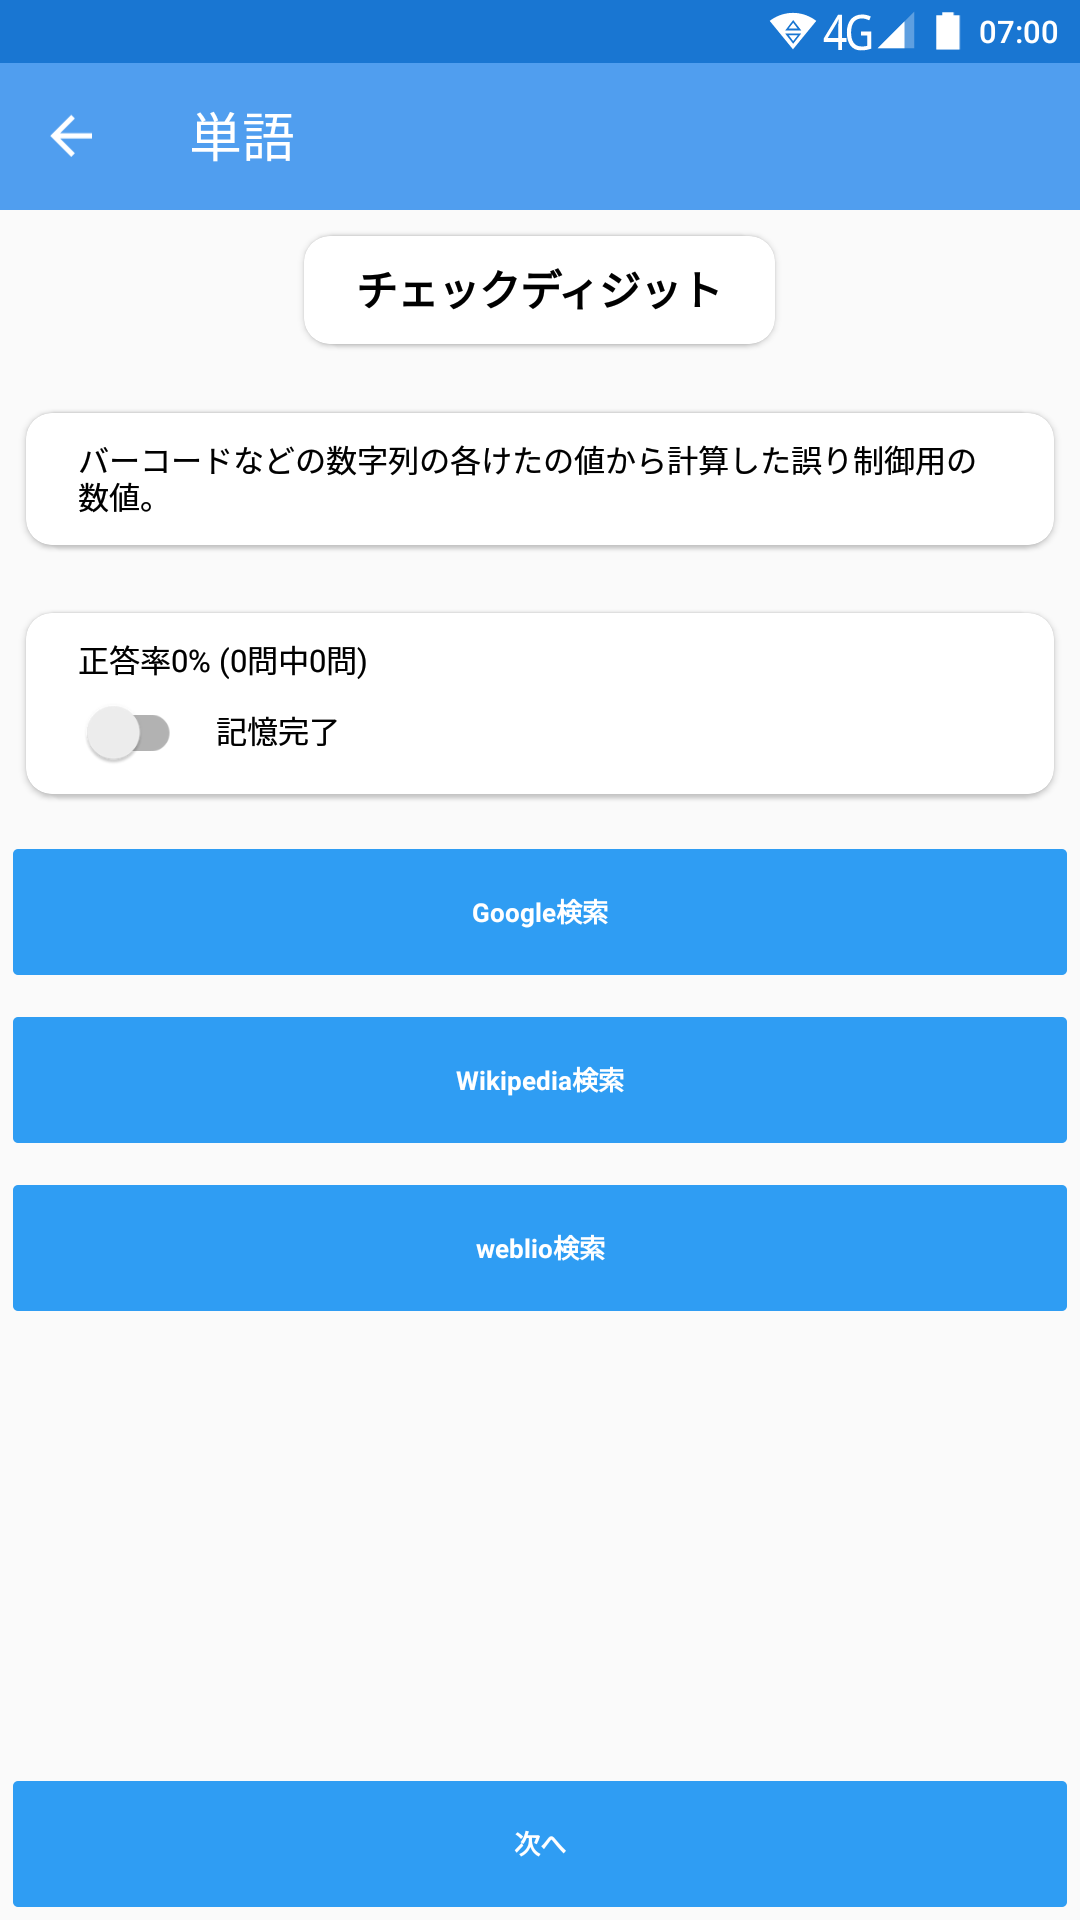 4G 07:00
単語
チェックディジット
バーコードなどの数字列の各けたの値から計算した誤り制御用の
数値。
正答率0% (0問中0問)
記憶完了
Google検索
Wikipedia検索
weblio検索
次へ